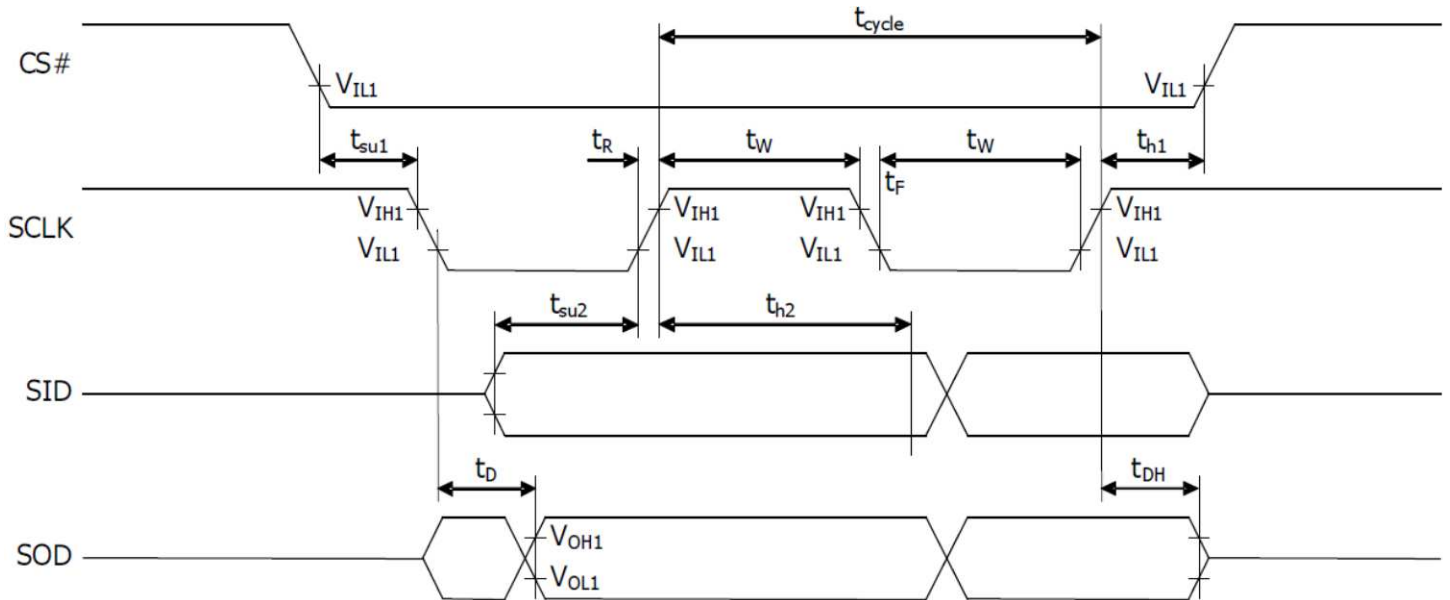 t_cycle
CS#
V_IL1 V_IL1
t_su1 t_R t_W t_W t_h1
t_F
V_IH1 V_IH1 V_IH1 V_IH1
SCLK
V_IL1 V_IL1 V_IL1 V_IL1
t_su2 t_h2
SID
t_D t_DH
V_OH1
SOD
V_OL1